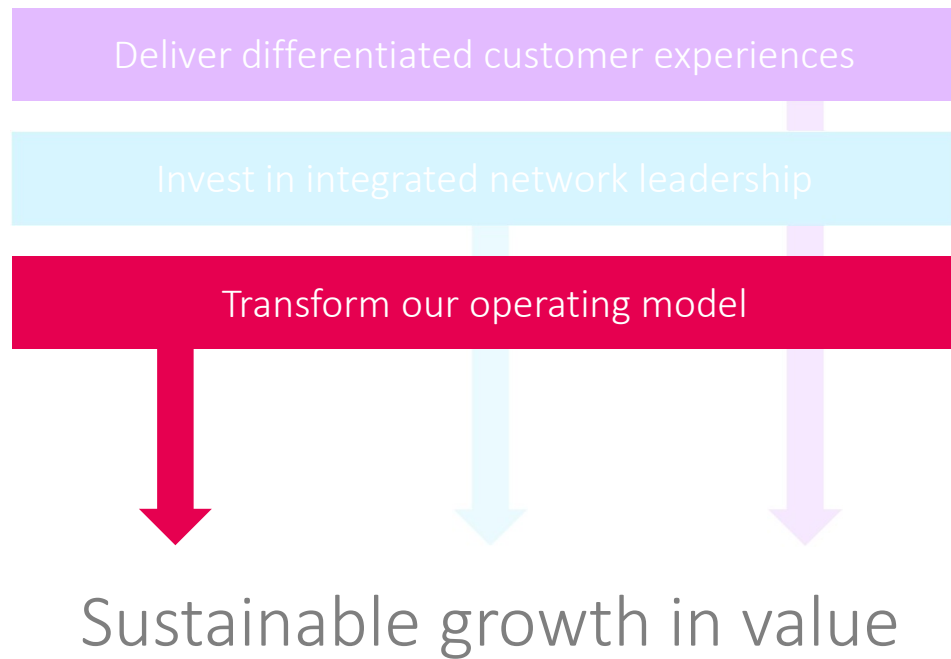 Deliver differentiated customer experiences
Invest in integrated network leadership
Transform our operating model
Sustainable growth in value